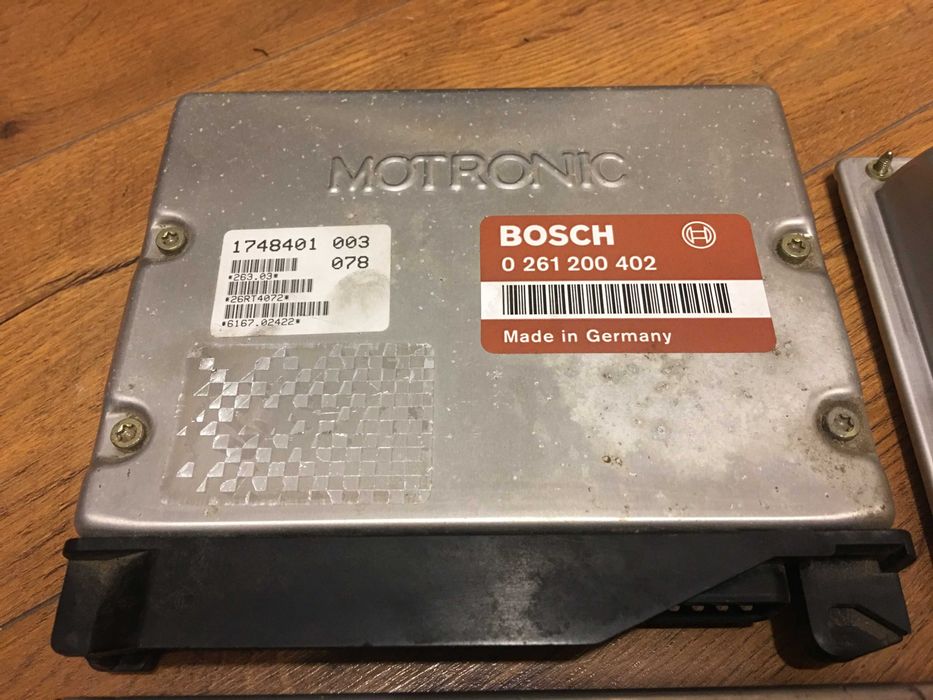 MOTRONIC
1748401 003
078
*263.03*
*26RT4072*
*6167.02422*
BOSCH
0 261 200 402
Made in Germany